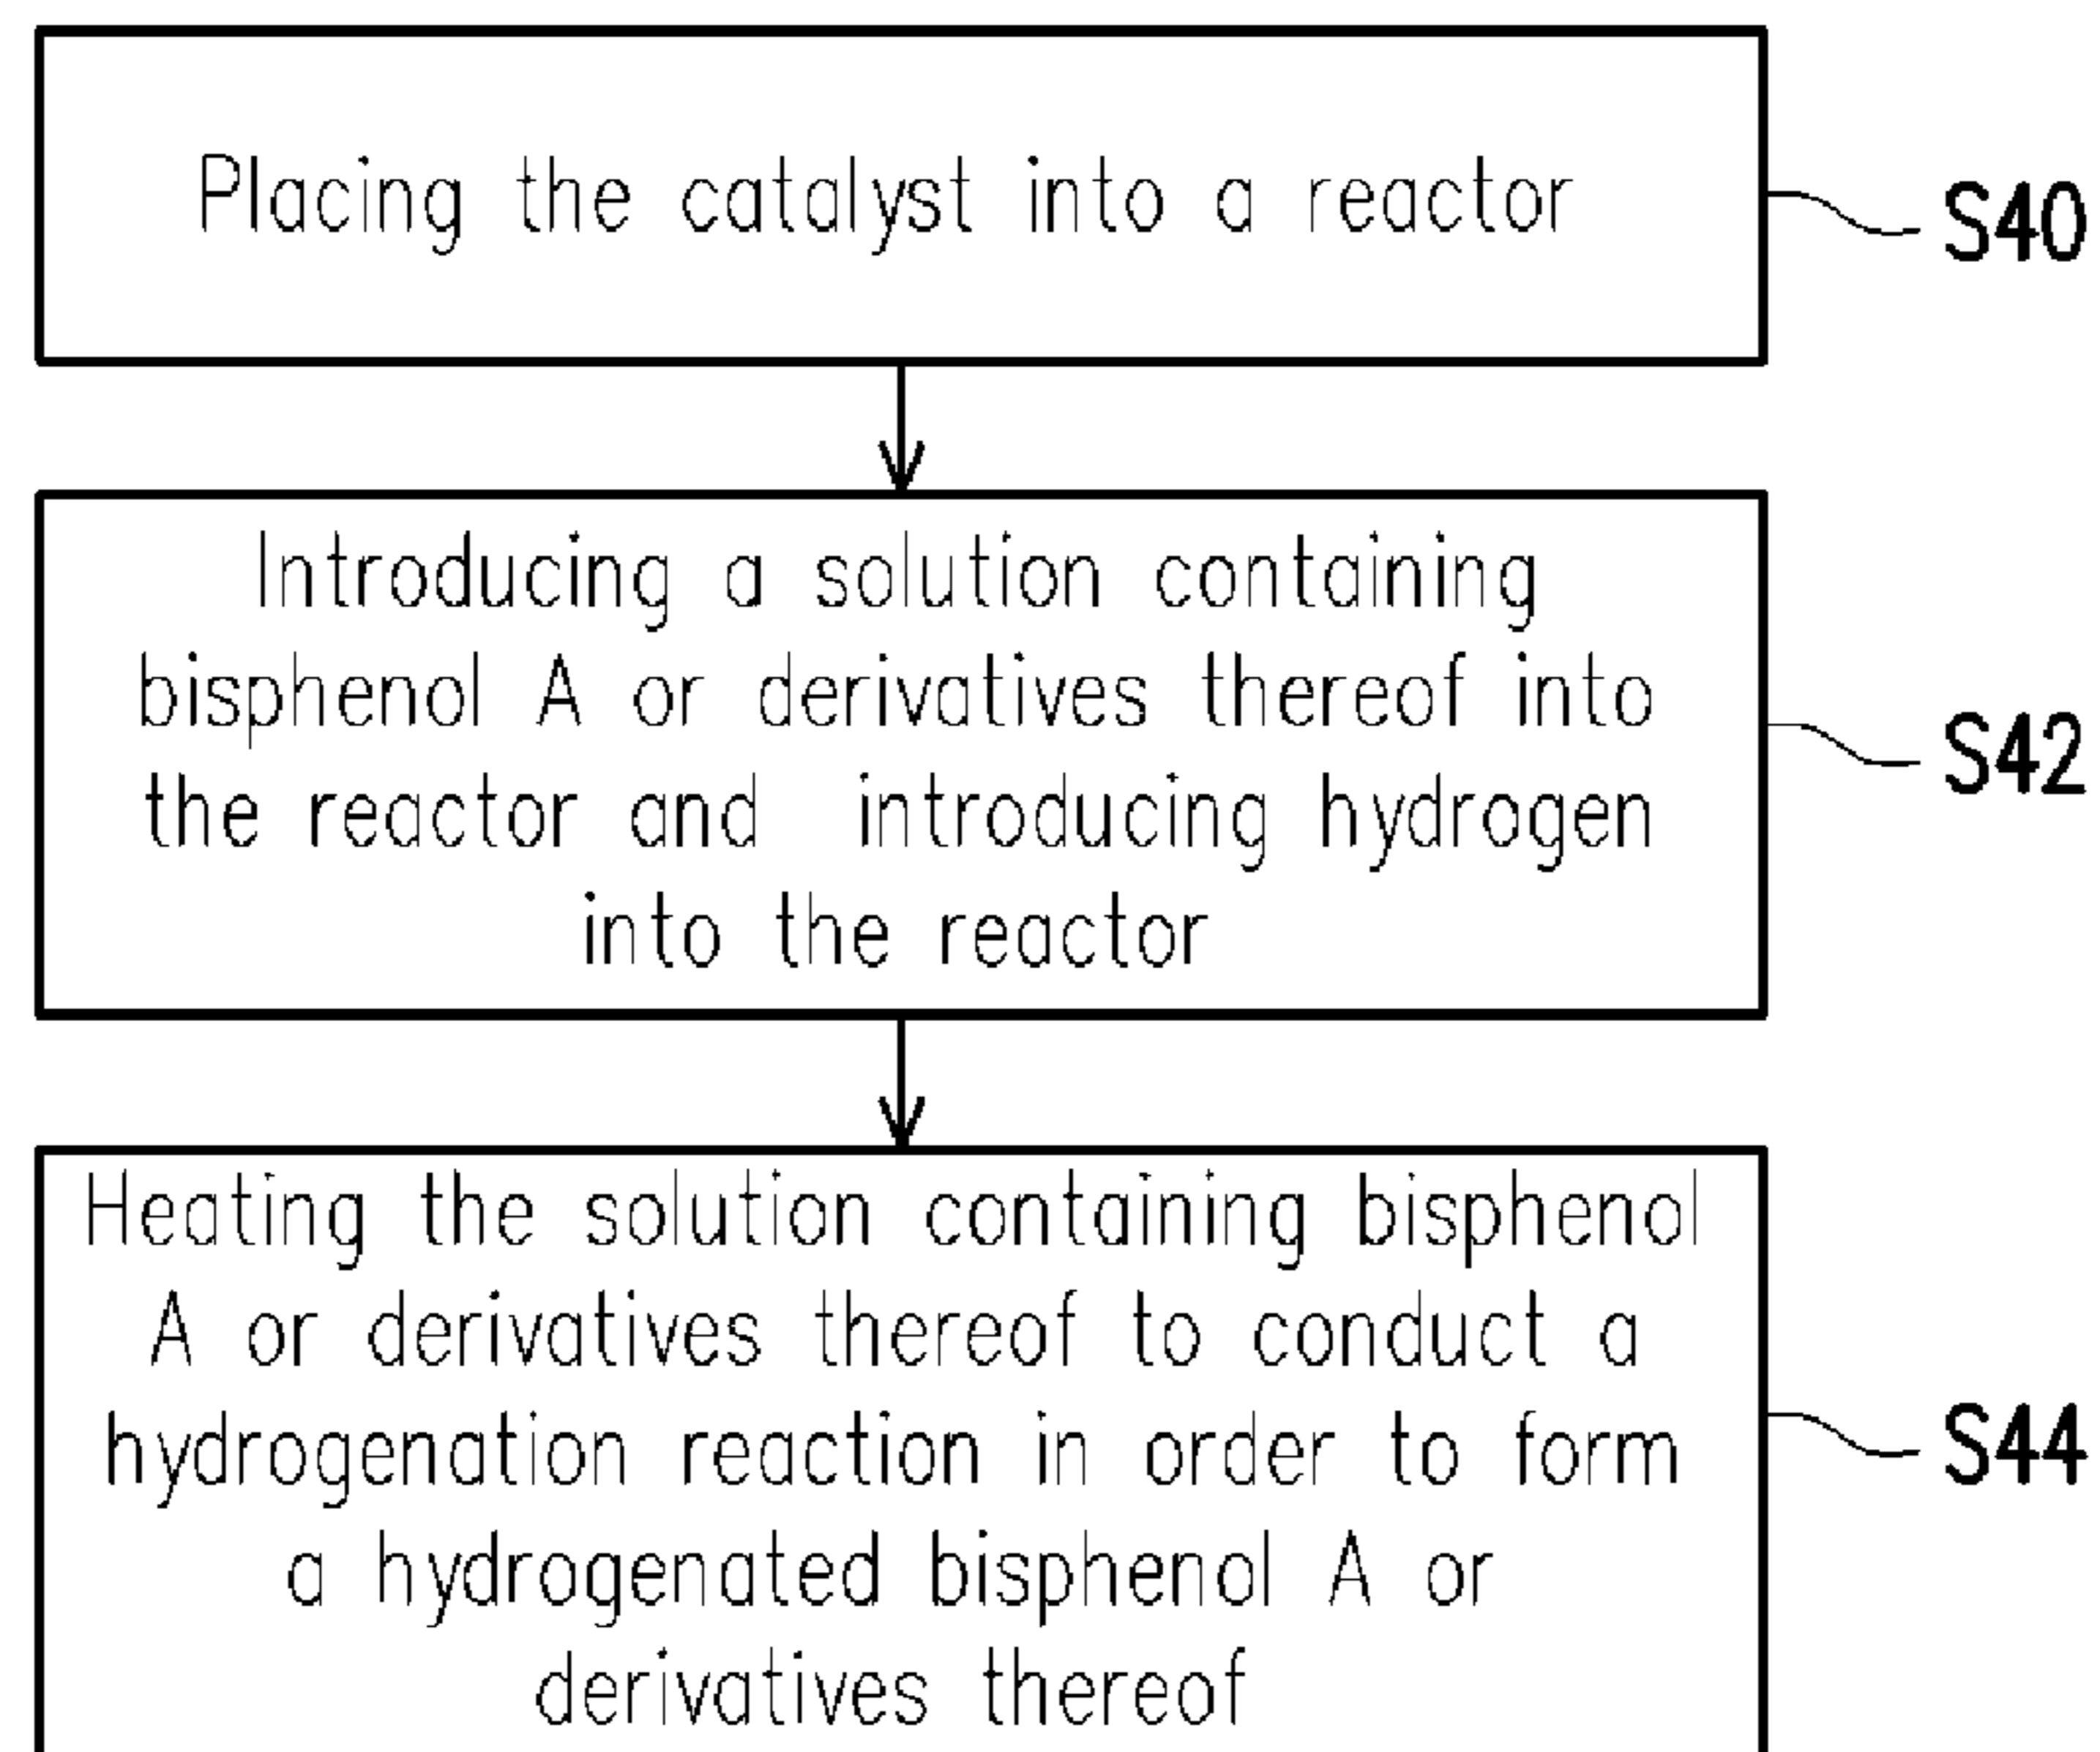 Placing the catalyst into a reactor
S40
Introducing a solution containing
bisphenol A or derivatives thereof into
the reactor and introducing hydrogen
into the reactor
S42
Heating the solution containing bisphenol
A or derivatives thereof to conduct a
hydrogenation reaction in order to form
a hydrogenated bisphenol A or
derivatives thereof
S44